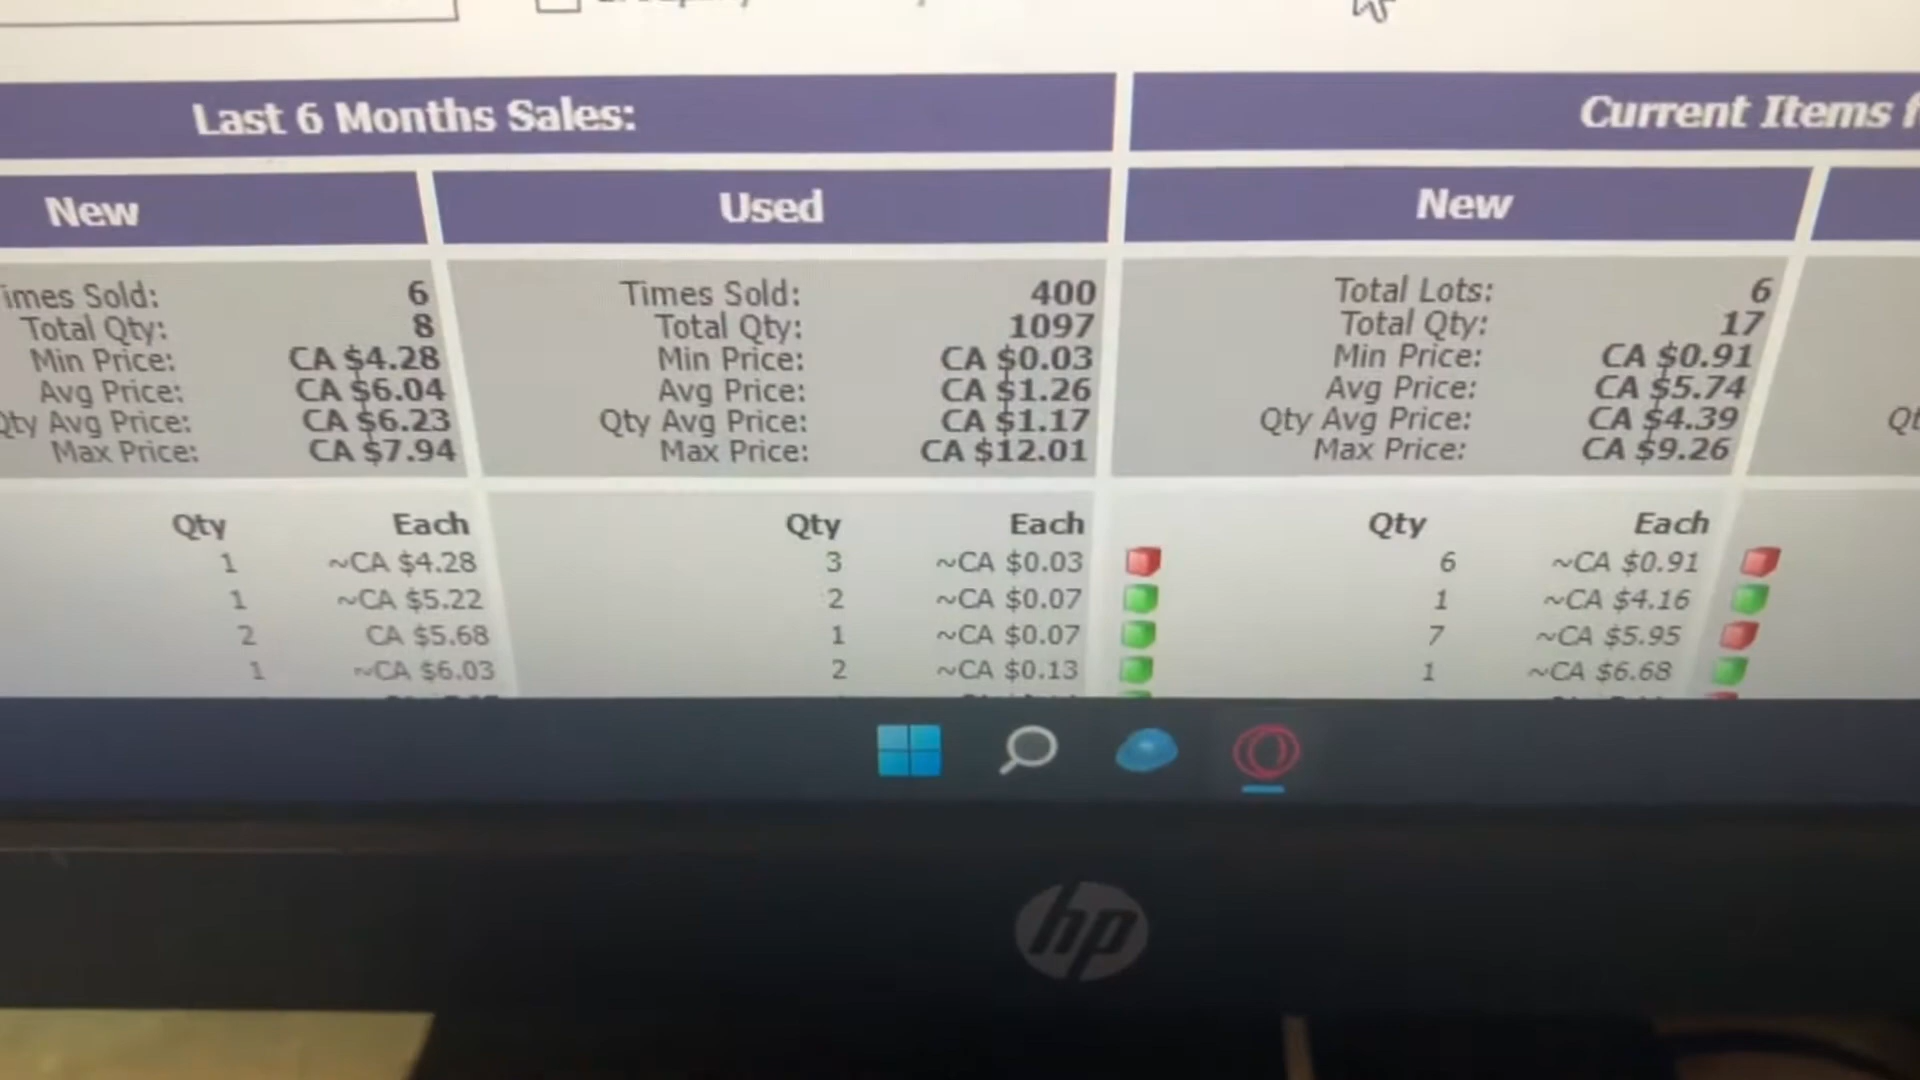 Last 6 Months Sales:
Current Items
New
Used
New
Times Sold: 6
Total Qty: 8
Min Price: CA $4.28
Avg Price: CA $6.04
Qty Avg Price: CA $6.23
Max Price: CA $7.94
Times Sold: 400
Total Qty: 1097
Min Price: CA $0.03
Avg Price: CA $1.26
Qty Avg Price: CA $1.17
Max Price: CA $12.01
Total Lots: 6
Total Qty: 17
Min Price: CA $0.91
Avg Price: CA $5.74
Qty Avg Price: CA $4.39
Max Price: CA $9.26
Qty Each
1 ~CA $4.28
1 ~CA $5.22
2 CA $5.68
1 ~CA $6.03
Qty Each
3 ~CA $0.03
2 ~CA $0.07
1 ~CA $0.07
2 ~CA $0.13
Qty Each
6 ~CA $0.91
1 ~CA $4.16
7 ~CA $5.95
1 ~CA $6.68
hp